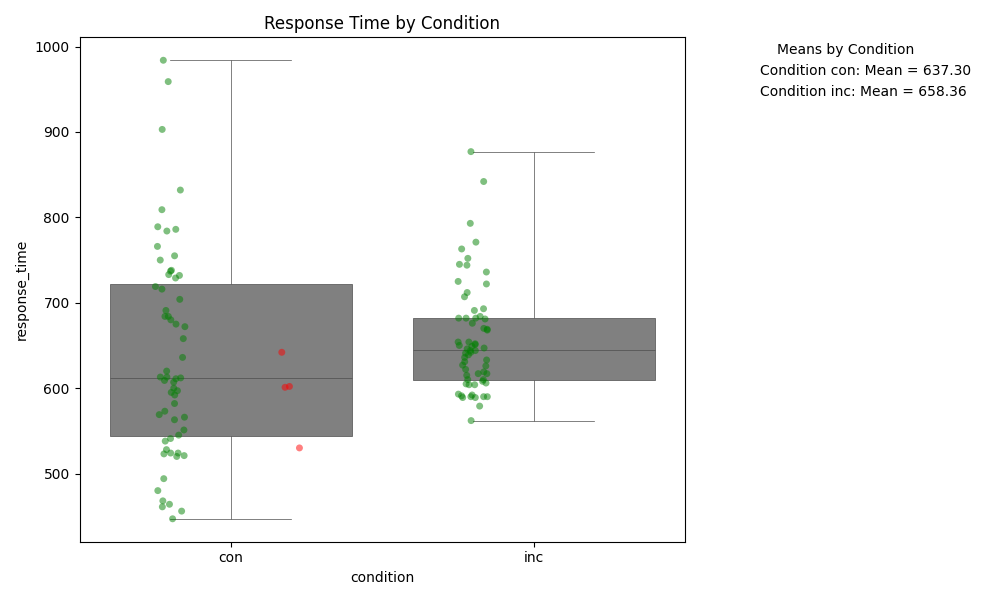 Response Time by Condition
Means by Condition
Condition con: Mean = 637.30
Condition inc: Mean = 658.36
1000
900
800
700
600
500
response_time
con
inc
condition